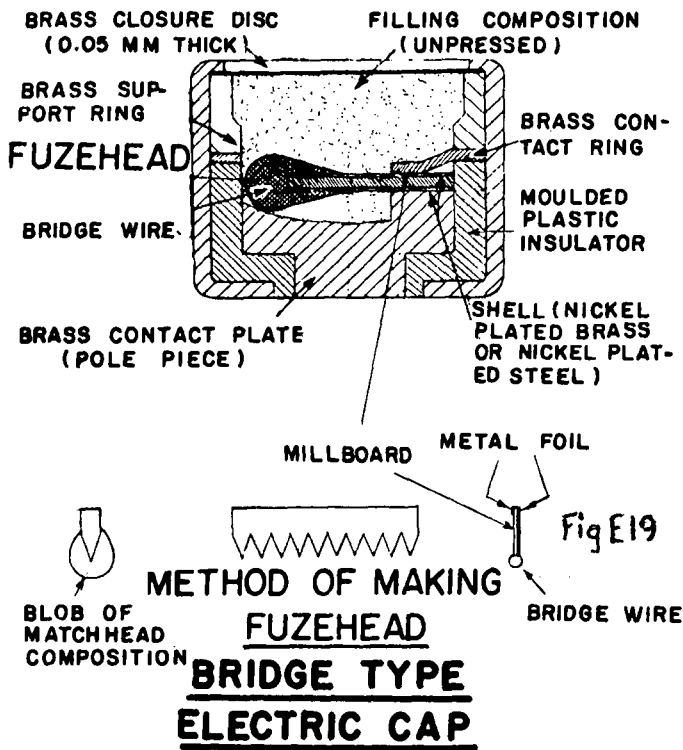 BRASS CLOSURE DISC
(0.05 MM THICK)
FILLING COMPOSITION
(UNPRESSED)
BRASS SUP-
PORT RING
FUZEHEAD
BRIDGE WIRE
BRASS CON-
TACT RING
MOULDED
PLASTIC
INSULATOR
BRASS CONTACT PLATE
(POLE PIECE)
SHELL (NICKEL
PLATED BRASS
OR NICKEL PLAT-
ED STEEL)
MILLBOARD
METAL FOIL
Fig E19
BRIDGE WIRE
BLOB OF
MATCHHEAD
COMPOSITION
METHOD OF MAKING
FUZEHEAD
BRIDGE TYPE
ELECTRIC CAP